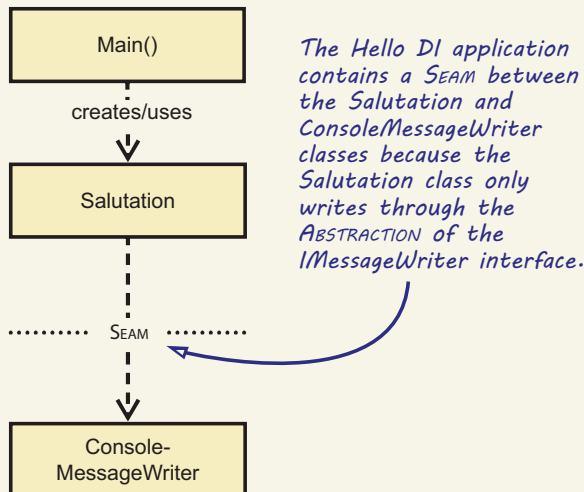 Main()
The Hello DI application
contains a SEAM between
the Salutation and
ConsoleMessageWriter
classes because the
Salutation class only
writes through the
ABSTRACTION of the
IMessageWriter interface.
creates/uses
Salutation
SEAM
Console-
MessageWriter